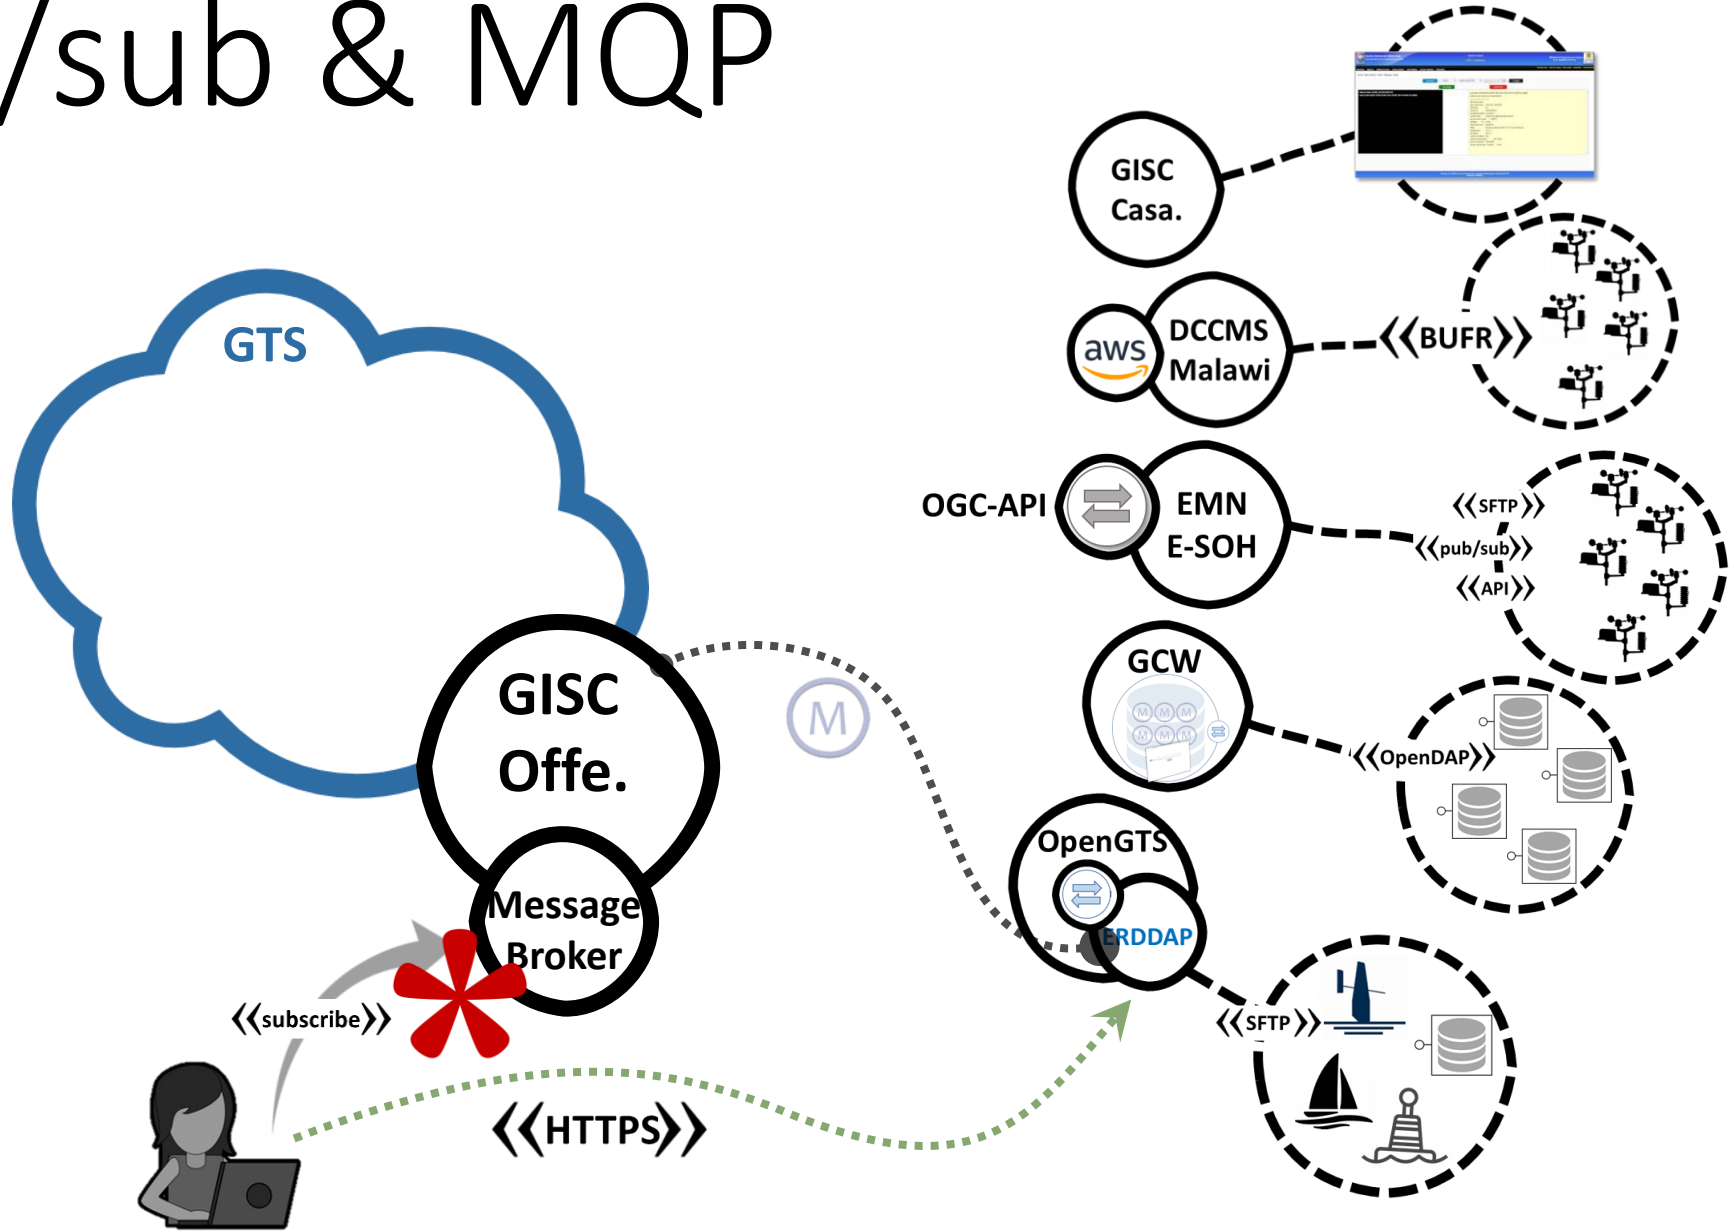 /sub & MQP
GISC
Casa.
GTS
DCCMS
Malawi
aws
BUFR
OGC-API
EMN
E-SOH
SFTP
pub/sub
API
GCW
M M M
M M M
GISC
Offe.
M
OpenDAP
OpenGTS
ERDDAP
Message
Broker
subscribe
SFTP
HTTPS